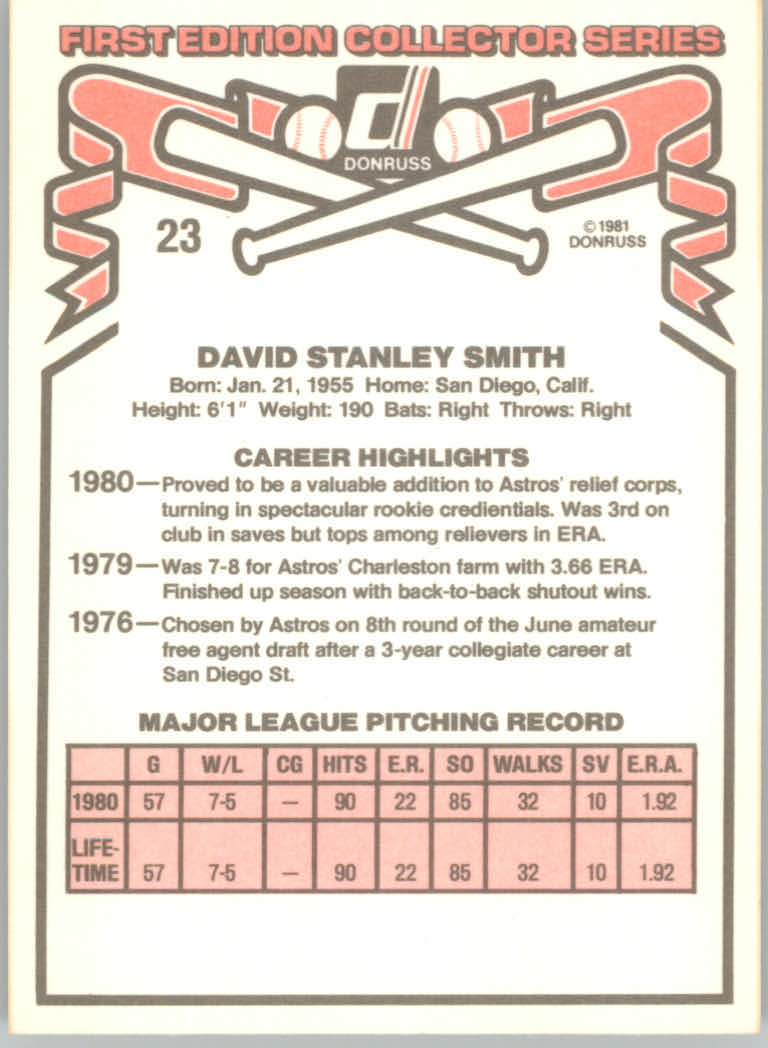 FIRST EDITION COLLECTOR SERIES
d
DONRUSS
23
© 1981
DONRUSS
DAVID STANLEY SMITH
Born: Jan. 21, 1955 Home: San Diego, Calif.
Height: 6'1" Weight: 190 Bats: Right Throws: Right
CAREER HIGHLIGHTS
1980—Proved to be a valuable addition to Astros' relief corps,
turning in spectacular rookie credientials. Was 3rd on
club in saves but tops among relievers in ERA.
1979—Was 7-8 for Astros' Charleston farm with 3.66 ERA.
Finished up season with back-to-back shutout wins.
1976—Chosen by Astros on 8th round of the June amateur
free agent draft after a 3-year collegiate career at
San Diego St.
MAJOR LEAGUE PITCHING RECORD
G W/L CG HITS E.R. SO WALKS SV E.R.A.
1980 57 7-5 — 90 22 85 32 10 1.92
LIFE-
TIME 57 7-5 — 90 22 85 32 10 1.92